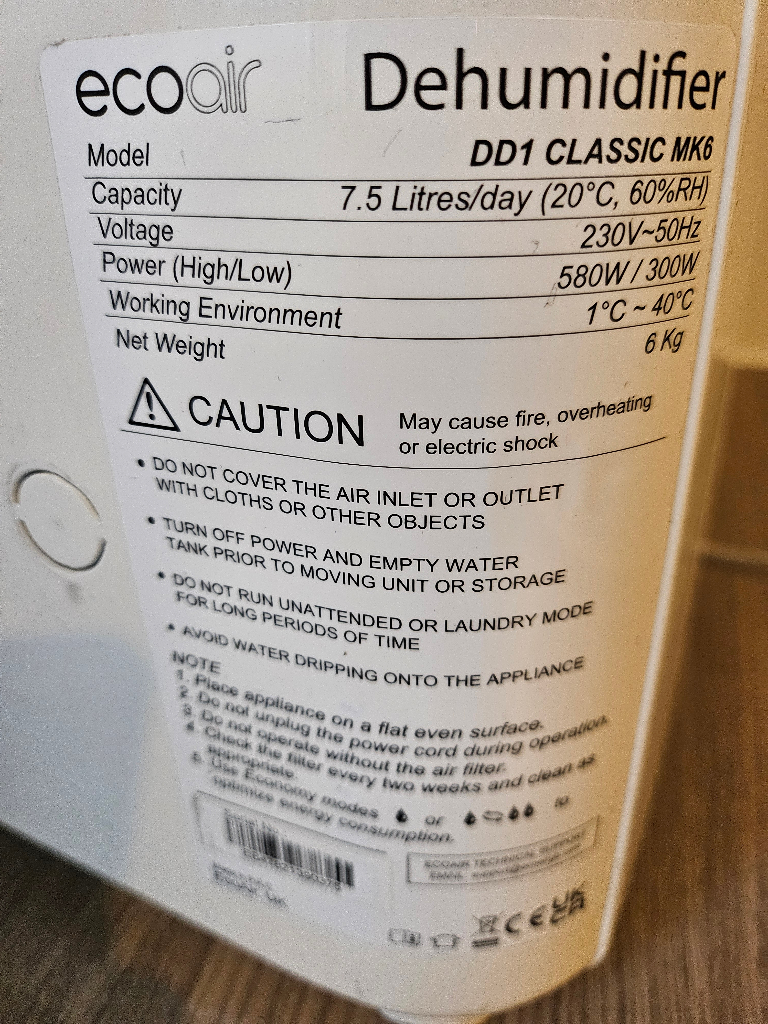 ecoair Dehumidifier
Model DD1 CLASSIC MK6
Capacity 7.5 Litres/day (20°C, 60%RH)
Voltage 230V~50Hz
Power (High/Low) 580W / 300W
Working Environment 1°C ~ 40°C
Net Weight 6 Kg
CAUTION May cause fire, overheating
or electric shock
• DO NOT COVER THE AIR INLET OR OUTLET
WITH CLOTHS OR OTHER OBJECTS
• TURN OFF POWER AND EMPTY WATER
TANK PRIOR TO MOVING UNIT OR STORAGE
• DO NOT RUN UNATTENDED OR LAUNDRY MODE
FOR LONG PERIODS OF TIME
• AVOID WATER DRIPPING ONTO THE APPLIANCE
NOTE
1. Place appliance on a flat even surface.
2. Do not unplug the power cord during operation.
3. Do not operate without the air filter.
4. Check the filter every two weeks and clean as
appropriate.
5. Use Economy modes or to
optimize energy consumption.
ECOAIR TECHNICAL SUPPORT
EMAIL:
CE UKCA